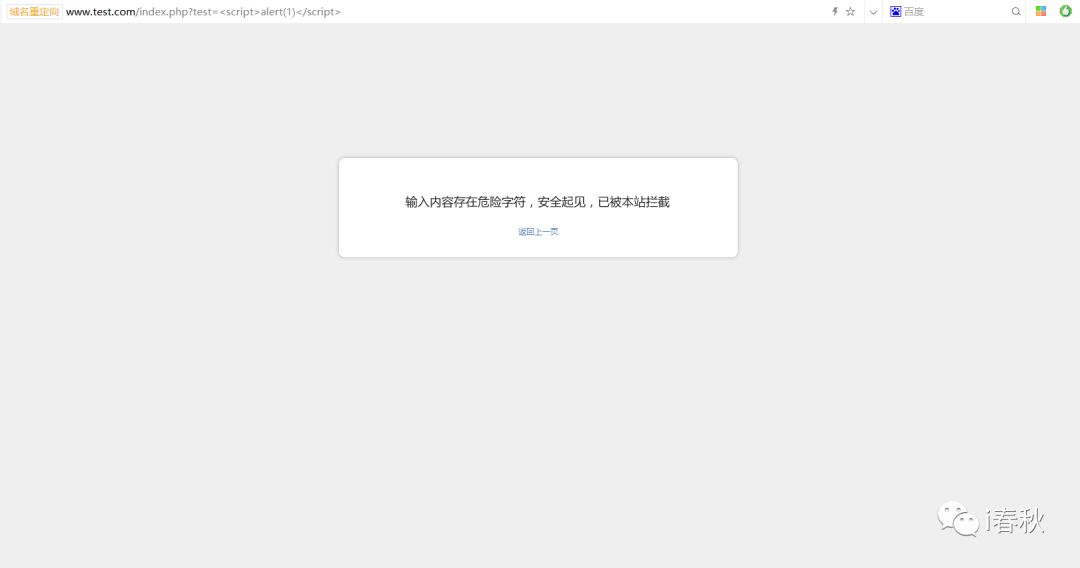 域名重定向 www.test.com/index.php?test=<script>alert(1)</script> 百度
输入内容存在危险字符，安全起见，已被本站拦截
返回上一页
i春秋